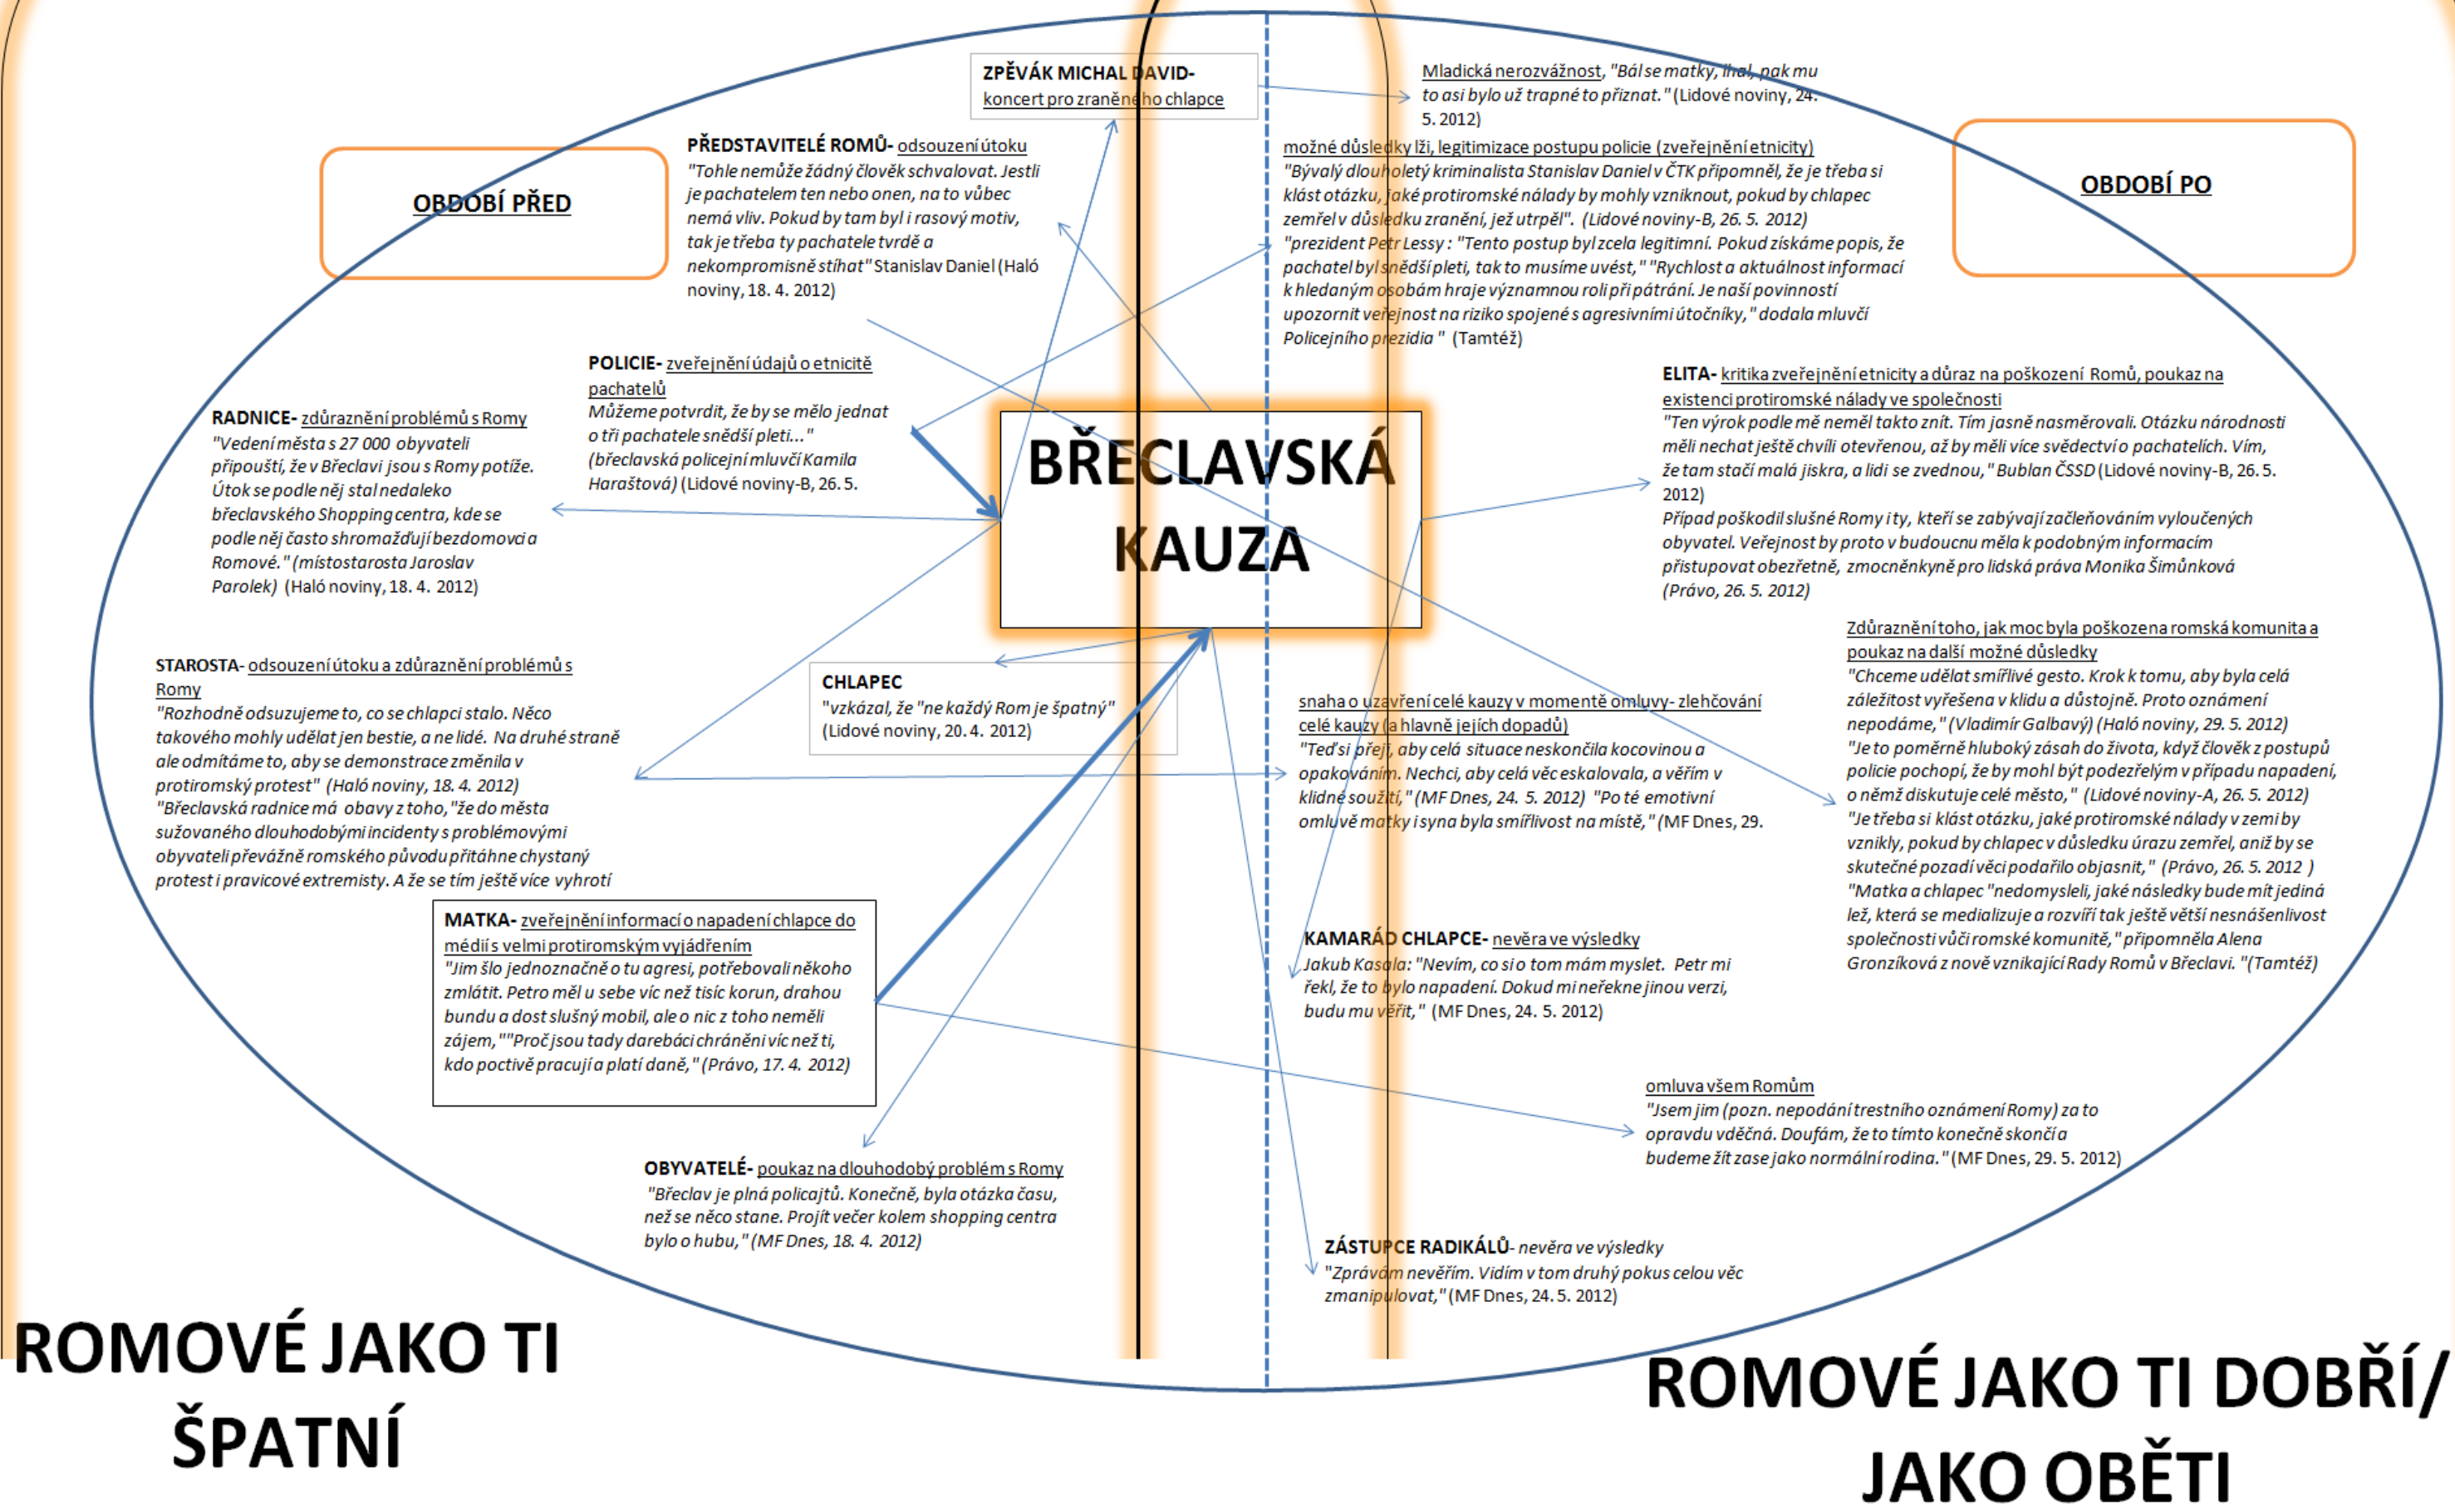 ZPĚVÁK MICHAL DAVID-
koncert pro zraněného chlapce
Mladická nerozvážnost, "Bál se matky, lhal, pak mu
to asi bylo už trapné to přiznat." (Lidové noviny, 24.
5. 2012)
PŘEDSTAVITELÉ ROMŮ- odsouzení útoku
"Tohle nemůže žádný člověk schvalovat. Jestli
je pachatelem ten nebo onen, na to vůbec
nemá vliv. Pokud by tam byl i rasový motiv,
tak je třeba ty pachatele tvrdě a
nekompromisně stíhat" Stanislav Daniel (Haló
noviny, 18. 4. 2012)
možné důsledky lži, legitimizace postupu policie (zveřejnění etnicity)
"Bývalý dlouholetý kriminalista Stanislav Daniel v ČTK připomněl, že je třeba si
klást otázku, jaké protiromské nálady by mohly vzniknout, pokud by chlapec
zemřel v důsledku zranění, jež utrpěl". (Lidové noviny-B, 26. 5. 2012)
"prezident Petr Lessy : "Tento postup byl zcela legitimní. Pokud získáme popis, že
pachatel byl snědší pleti, tak to musíme uvést," "Rychlost a aktuálnost informací
k hledaným osobám hraje významnou roli při pátrání. Je naší povinností
upozornit veřejnost na riziko spojené s agresivními útočníky," dodala mluvčí
Policejního prezidia " (Tamtéž)
OBDOBÍ PŘED
OBDOBÍ PO
POLICIE- zveřejnění údajů o etnicitě
pachatelů
Můžeme potvrdit, že by se mělo jednat
o tři pachatele snědší pleti..."
(břeclavská policejní mluvčí Kamila
Haraštová) (Lidové noviny-B, 26. 5.
RADNICE- zdůraznění problémů s Romy
"Vedení města s 27 000 obyvateli
připouští, že v Břeclavi jsou s Romy potíže.
Útok se podle něj stal nedaleko
břeclavského Shopping centra, kde se
podle něj často shromažďují bezdomovci a
Romové." (místostarosta Jaroslav
Parolek) (Haló noviny, 18. 4. 2012)
BŘECLAVSKÁ
KAUZA
ELITA- kritika zveřejnění etnicity a důraz na poškození Romů, poukaz na
existenci protiromské nálady ve společnosti
"Ten výrok podle mě neměl takto znít. Tím jasně nasměrovali. Otázku národnosti
měli nechat ještě chvíli otevřenou, až by měli více svědectví o pachatelích. Vím,
že tam stačí malá jiskra, a lidi se zvednou," Bublan ČSSD (Lidové noviny-B, 26. 5.
2012)
Případ poškodil slušné Romy i ty, kteří se zabývají začleňováním vyloučených
obyvatel. Veřejnost by proto v budoucnu měla k podobným informacím
přistupovat obezřetně, zmocněnkyně pro lidská práva Monika Šimůnková
(Právo, 26. 5. 2012)
STAROSTA- odsouzení útoku a zdůraznění problémů s
Romy
"Rozhodně odsuzujeme to, co se chlapci stalo. Něco
takového mohly udělat jen bestie, a ne lidé. Na druhé straně
ale odmítáme to, aby se demonstrace změnila v
protiromský protest" (Haló noviny, 18. 4. 2012)
"Břeclavská radnice má obavy z toho, "že do města
sužovaného dlouhodobými incidenty s problémovými
obyvateli převážně romského původu přitáhne chystaný
protest i pravicové extremisty. A že se tím ještě více vyhrotí
CHLAPEC
"vzkázal, že "ne každý Rom je špatný"
(Lidové noviny, 20. 4. 2012)
snaha o uzavření celé kauzy v momentě omluvy- zlehčování
celé kauzy (a hlavně jejích dopadů)
"Teď si přeji, aby celá situace neskončila kocovinou a
opakováním. Nechci, aby celá věc eskalovala, a věřím v
klidné soužití," (MF Dnes, 24. 5. 2012) "Po té emotivní
omluvě matky i syna byla smířlivost na místě," (MF Dnes, 29.
Zdůraznění toho, jak moc byla poškozena romská komunita a
poukaz na další možné důsledky
"Chceme udělat smířlivé gesto. Krok k tomu, aby byla celá
záležitost vyřešena v klidu a důstojně. Proto oznámení
nepodáme," (Vladimír Galbavý) (Haló noviny, 29. 5. 2012)
"Je to poměrně hluboký zásah do života, když člověk z postupů
policie pochopí, že by mohl být podezřelým v případu napadení,
o němž diskutuje celé město," (Lidové noviny-A, 26. 5. 2012)
"Je třeba si klást otázku, jaké protiromské nálady v zemi by
vznikly, pokud by chlapec v důsledku úrazu zemřel, aniž by se
skutečné pozadí věci podařilo objasnit," (Právo, 26. 5. 2012 )
"Matka a chlapec "nedomysleli, jaké následky bude mít jediná
lež, která se medializuje a rozvíří tak ještě větší nesnášenlivost
společnosti vůči romské komunitě," připomněla Alena
Gronzíková z nově vznikající Rady Romů v Břeclavi. "(Tamtéž)
MATKA- zveřejnění informací o napadení chlapce do
médií s velmi protiromským vyjádřením
"Jim šlo jednoznačně o tu agresi, potřebovali někoho
zmlátit. Petro měl u sebe víc než tisíc korun, drahou
bundu a dost slušný mobil, ale o nic z toho neměli
zájem,""Proč jsou tady darebáci chráněni víc než ti,
kdo poctivě pracují a platí daně," (Právo, 17. 4. 2012)
KAMARÁD CHLAPCE- nevěra ve výsledky
Jakub Kasala: "Nevím, co si o tom mám myslet. Petr mi
řekl, že to bylo napadení. Dokud mi neřekne jinou verzi,
budu mu věřit," (MF Dnes, 24. 5. 2012)
omluva všem Romům
"Jsem jim (pozn. nepodání trestního oznámení Romy) za to
opravdu vděčná. Doufám, že to tímto konečně skončí a
budeme žít zase jako normální rodina." (MF Dnes, 29. 5. 2012)
OBYVATELÉ- poukaz na dlouhodobý problém s Romy
"Břeclav je plná policajtů. Konečně, byla otázka času,
než se něco stane. Projít večer kolem shopping centra
bylo o hubu," (MF Dnes, 18. 4. 2012)
ZÁSTUPCE RADIKÁLŮ- nevěra ve výsledky
"Zprávám nevěřím. Vidím v tom druhý pokus celou věc
zmanipulovat," (MF Dnes, 24. 5. 2012)
ROMOVÉ JAKO TI
ŠPATNÍ
ROMOVÉ JAKO TI DOBŘÍ/
JAKO OBĚTI